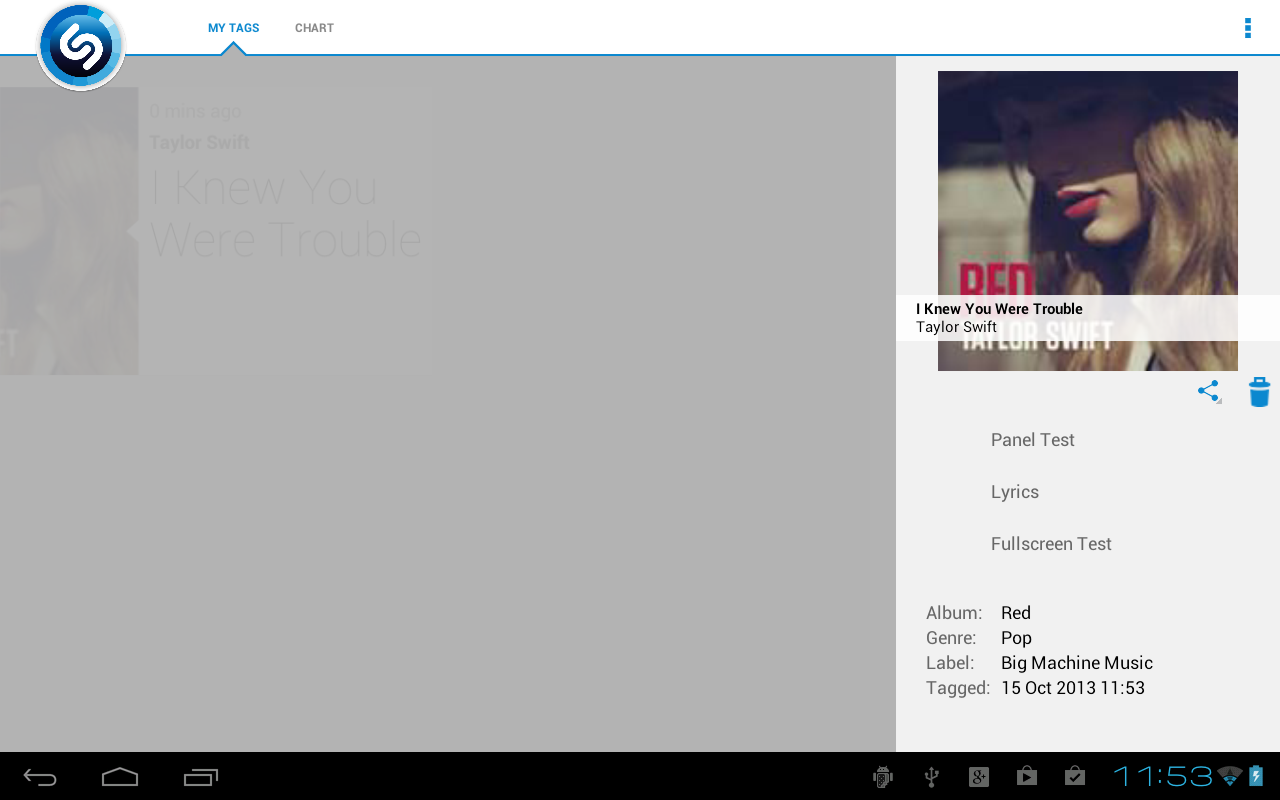 MY TAGS
CHART
0 mins ago
Taylor Swift
I Knew You
Were Trouble
RED
I Knew You Were Trouble
Taylor Swift
TAYLOR SWIFT
Panel Test
Lyrics
Fullscreen Test
Album: Red
Genre: Pop
Label: Big Machine Music
Tagged: 15 Oct 2013 11:53
11:53